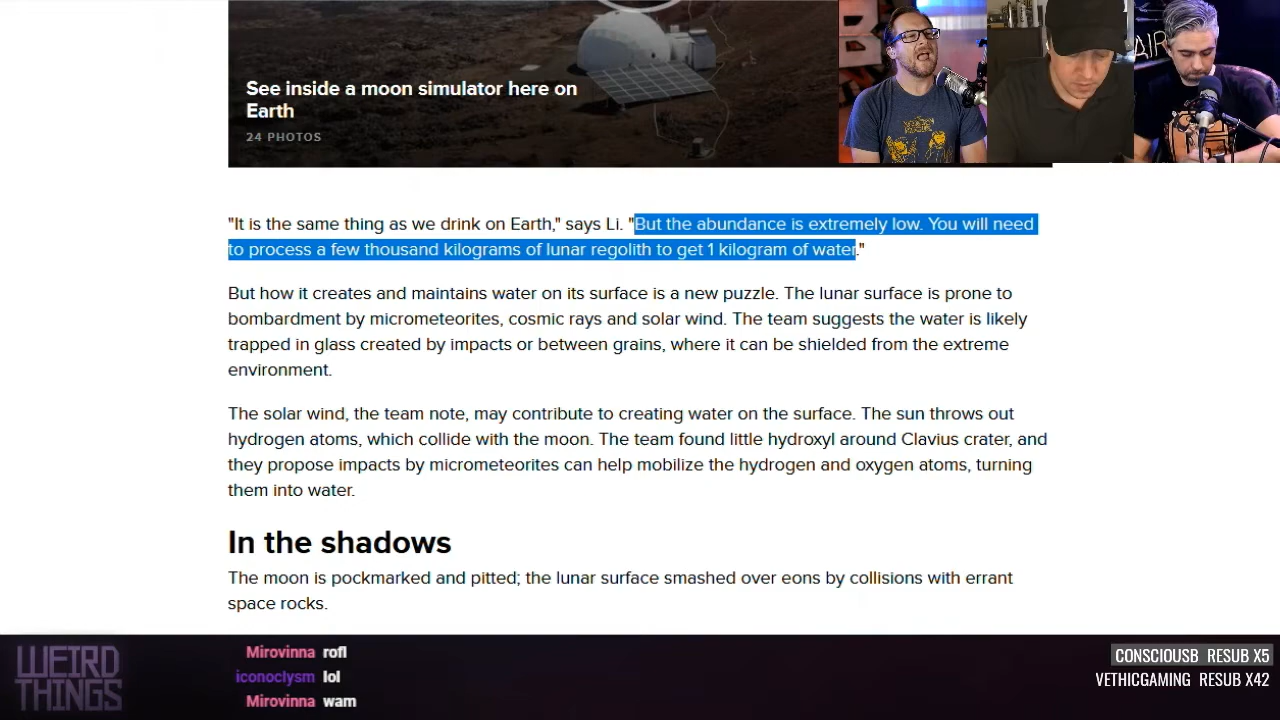 See inside a moon simulator here on
Earth
24 PHOTOS
AIR
"It is the same thing as we drink on Earth," says Li. "But the abundance is extremely low. You will need
to process a few thousand kilograms of lunar regolith to get 1 kilogram of water."
But how it creates and maintains water on its surface is a new puzzle. The lunar surface is prone to
bombardment by micrometeorites, cosmic rays and solar wind. The team suggests the water is likely
trapped in glass created by impacts or between grains, where it can be shielded from the extreme
environment.
The solar wind, the team note, may contribute to creating water on the surface. The sun throws out
hydrogen atoms, which collide with the moon. The team found little hydroxyl around Clavius crater, and
they propose impacts by micrometeorites can help mobilize the hydrogen and oxygen atoms, turning
them into water.
In the shadows
The moon is pockmarked and pitted; the lunar surface smashed over eons by collisions with errant
space rocks.
WEIRD
THINGS
Mirovinna rofl
iconoclysm lol
Mirovinna wam
CONSCIOUSB RESUB X5
VETHICGAMING RESUB X42